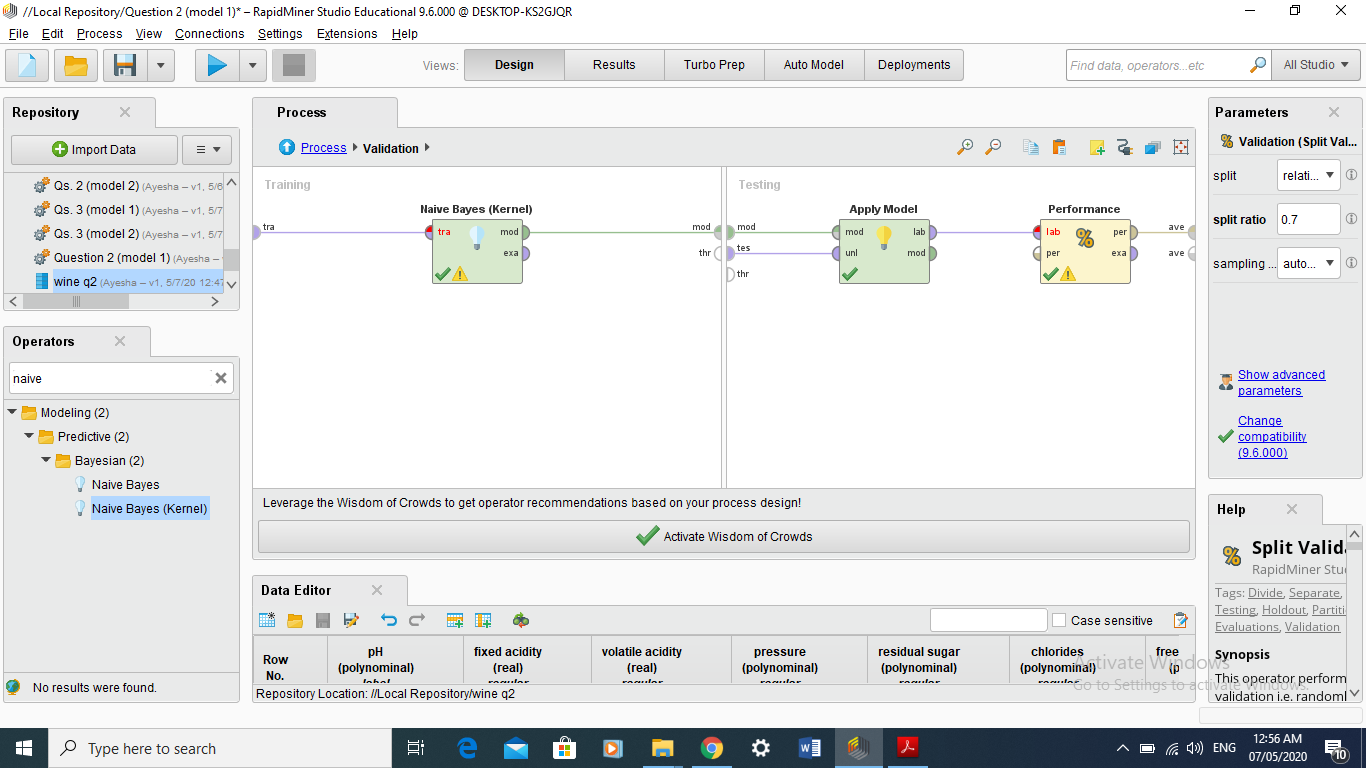 //Local Repository/Question 2 (model 1)* – RapidMiner Studio Educational 9.6.000 @ DESKTOP-KS2GJQR
File Edit Process View Connections Settings Extensions Help
Views: Design Results Turbo Prep Auto Model Deployments
Find data, operators...etc All Studio
Repository
Import Data
Qs. 2 (model 2) (Ayesha – v1, 5/6
Qs. 3 (model 1) (Ayesha – v1, 5/7
Qs. 3 (model 2) (Ayesha – v1, 5/7
Question 2 (model 1) (Ayesha –
wine q2 (Ayesha – v1, 5/7/20 12:47
Operators
naive
Modeling (2)
Predictive (2)
Bayesian (2)
Naive Bayes
Naive Bayes (Kernel)
No results were found.
Process
Process Validation
Training
Testing
Naive Bayes (Kernel)
tra
tra mod
exa
mod
thr
mod
tes
thr
Apply Model
mod lab
unl mod
Performance
lab per
per exa
ave
ave
Leverage the Wisdom of Crowds to get operator recommendations based on your process design!
Activate Wisdom of Crowds
Data Editor
Case sensitive
Row No.
pH (polynominal) label
fixed acidity (real) regular
volatile acidity (real) regular
pressure (polynominal) regular
residual sugar (polynominal) regular
chlorides (polynominal) regular
free (p
Repository Location: //Local Repository/wine q2
Parameters
Validation (Split Val...
split relati...
split ratio 0.7
sampling ... auto...
Show advanced
parameters
Change
compatibility
(9.6.000)
Help
Split Valida
RapidMiner Stu
Tags: Divide, Separate,
Testing, Holdout, Partiti
Evaluations, Validation
Synopsis
This operator perform
validation i.e. randoml
Activate Windows
Go to Settings to activate Windows.
Type here to search
ENG
12:56 AM
07/05/2020
10